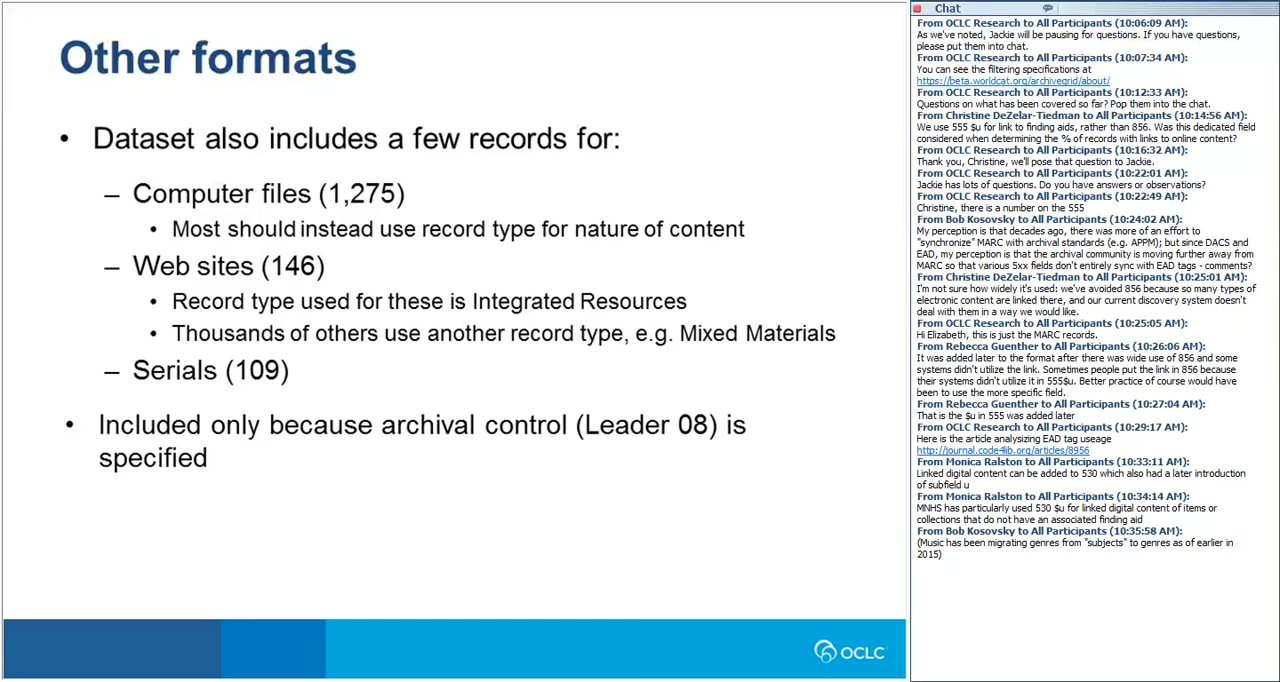 Other formats
• Dataset also includes a few records for:
– Computer files (1,275)
• Most should instead use record type for nature of content
– Web sites (146)
• Record type used for these is Integrated Resources
• Thousands of others use another record type, e.g. Mixed Materials
– Serials (109)
• Included only because archival control (Leader 08) is
specified
OCLC
Chat
From OCLC Research to All Participants (10:06:09 AM):
As we've noted, Jackie will be pausing for questions. If you have questions,
please put them into chat.
From OCLC Research to All Participants (10:07:34 AM):
You can see the filtering specifications at
https://beta.worldcat.org/archivegrid/about/
From OCLC Research to All Participants (10:12:33 AM):
Questions on what has been covered so far? Pop them into the chat.
From Christine DeZelar-Tiedman to All Participants (10:14:56 AM):
We use 555 $u for link to finding aids, rather than 856. Was this dedicated field
considered when determining the % of records with links to online content?
From OCLC Research to All Participants (10:16:32 AM):
Thank you, Christine, we'll pose that question to Jackie.
From OCLC Research to All Participants (10:22:01 AM):
Jackie has lots of questions. Do you have answers or observations?
From OCLC Research to All Participants (10:22:49 AM):
Christine, there is a number on the 555
From Bob Kosovsky to All Participants (10:24:02 AM):
My perception is that decades ago, there was more of an effort to
"synchronize" MARC with archival standards (e.g. APPM); but since DACS and
EAD, my perception is that the archival community is moving further away from
MARC so that various 5xx fields don't entirely sync with EAD tags - comments?
From Christine DeZelar-Tiedman to All Participants (10:25:01 AM):
I'm not sure how widely it's used: we've avoided 856 because so many types of
electronic content are linked there, and our current discovery system doesn't
deal with them in a way we would like.
From OCLC Research to All Participants (10:25:05 AM):
Hi Elizabeth, this is just the MARC records.
From Rebecca Guenther to All Participants (10:26:06 AM):
It was added later to the format after there was wide use of 856 and some
systems didn't utilize the link. Sometimes people put the link in 856 because
their systems didn't utilize it in 555$u. Better practice of course would have
been to use the more specific field.
From Rebecca Guenther to All Participants (10:27:04 AM):
That is the $u in 555 was added later
From OCLC Research to All Participants (10:29:17 AM):
Here is the article analysizing EAD tag useage
http://journal.code4lib.org/articles/8956
From Monica Ralston to All Participants (10:33:11 AM):
Linked digital content can be added to 530 which also had a later introduction
of subfield u
From Monica Ralston to All Participants (10:34:14 AM):
MNHS has particularly used 530 $u for linked digital content of items or
collections that do not have an associated finding aid
From Bob Kosovsky to All Participants (10:35:58 AM):
(Music has been migrating genres from "subjects" to genres as of earlier in
2015)